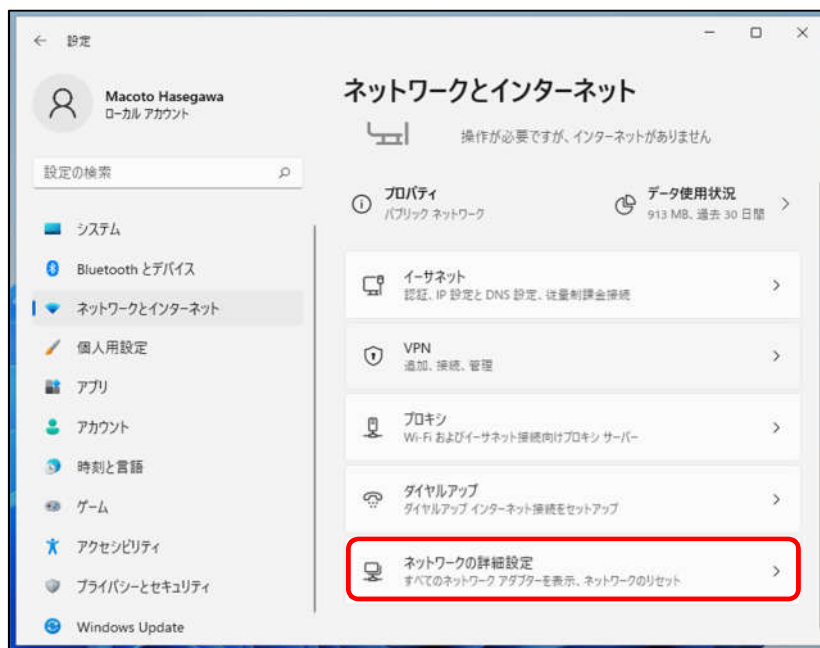 設定
Macoto Hasegawa
ローカル アカウント
設定の検索
システム
Bluetooth とデバイス
ネットワークとインターネット
個人用設定
アプリ
アカウント
時刻と言語
ゲーム
アクセシビリティ
プライバシーとセキュリティ
Windows Update
ネットワークとインターネット
操作が必要ですが、インターネットがありません
プロパティ
パブリック ネットワーク
データ使用状況
913 MB、過去 30 日間
イーサネット
認証、IP 設定と DNS 設定、従量制課金接続
VPN
追加、接続、管理
プロキシ
Wi-Fi およびイーサネット接続向けプロキシ サーバー
ダイヤルアップ
ダイヤルアップ インターネット接続をセットアップ
ネットワークの詳細設定
すべてのネットワーク アダプターを表示、ネットワークのリセット